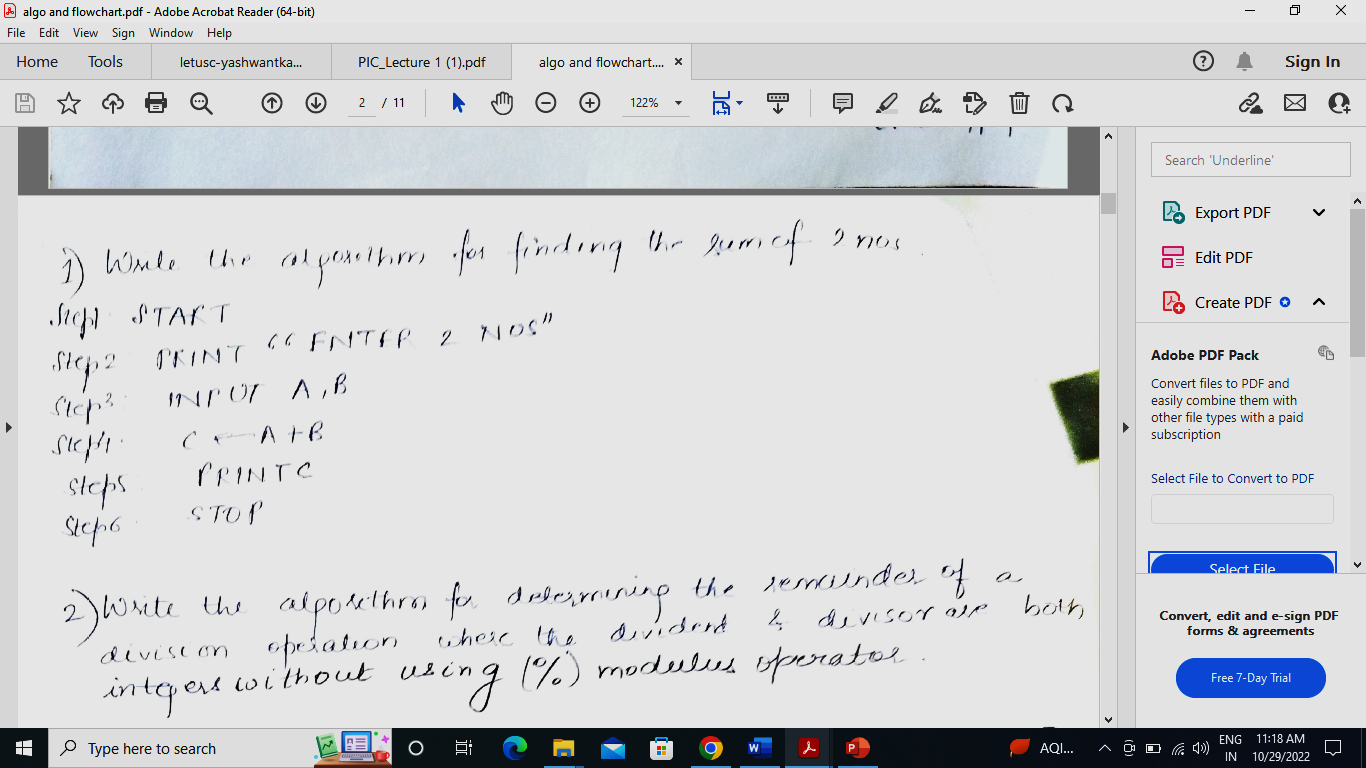 algo and flowchart.pdf - Adobe Acrobat Reader (64-bit)
File Edit View Sign Window Help
Home Tools letusc-yashwantka... PIC_Lecture 1 (1).pdf algo and flowchart.... × Sign In
2 / 11 122%
Search 'Underline'
Export PDF
Edit PDF
Create PDF
Adobe PDF Pack
Convert files to PDF and
easily combine them with
other file types with a paid
subscription
Select File to Convert to PDF
Select File
Convert, edit and e-sign PDF
forms & agreements
Free 7-Day Trial
1) Write the algorithm for finding the sum of 2 nos.
Step1 START
Step2 PRINT "ENTER 2 NOS"
Step3 INPUT A,B
Step4. C ← A+B
Step5 PRINT C
Step6 STOP
2) Write the algorithm for determining the remainder of a
division operation where the divident & divisor are both
integers without using (%) modulus operator.
Type here to search
AQI...
ENG
IN
11:18 AM
10/29/2022